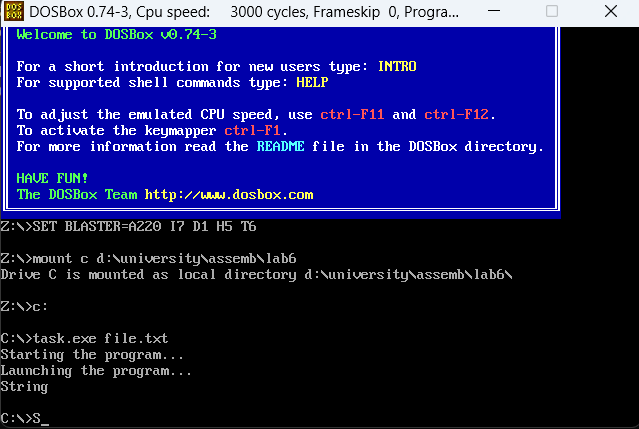 DOSBox 0.74-3, Cpu speed:    3000 cycles, Frameskip  0, Progra...
Welcome to DOSBox v0.74-3
For a short introduction for new users type: INTRO
For supported shell commands type: HELP
To adjust the emulated CPU speed, use ctrl-F11 and ctrl-F12.
To activate the keymapper ctrl-F1.
For more information read the README file in the DOSBox directory.
HAVE FUN!
The DOSBox Team http://www.dosbox.com
Z:\>SET BLASTER=A220 I7 D1 H5 T6
Z:\>mount c d:\university\assemb\lab6
Drive C is mounted as local directory d:\university\assemb\lab6\
Z:\>c:
C:\>task.exe file.txt
Starting the program...
Launching the program...
String
C:\>S_